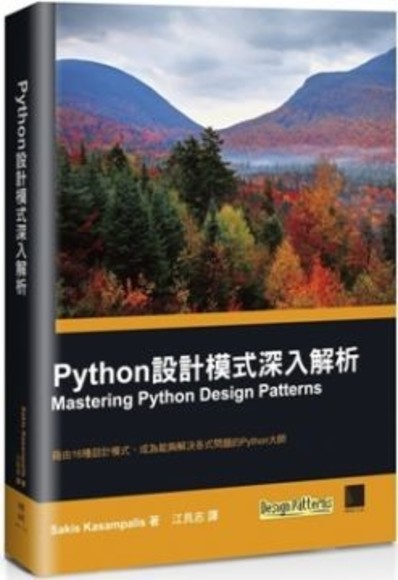 Python設計模式深入解析
Python設計模式深入解析
Mastering Python Design Patterns
藉由16種設計模式、成為能夠解決各式問題的Python大師
Sakis Kasampalis 著 江良志 譯
Design Patterns